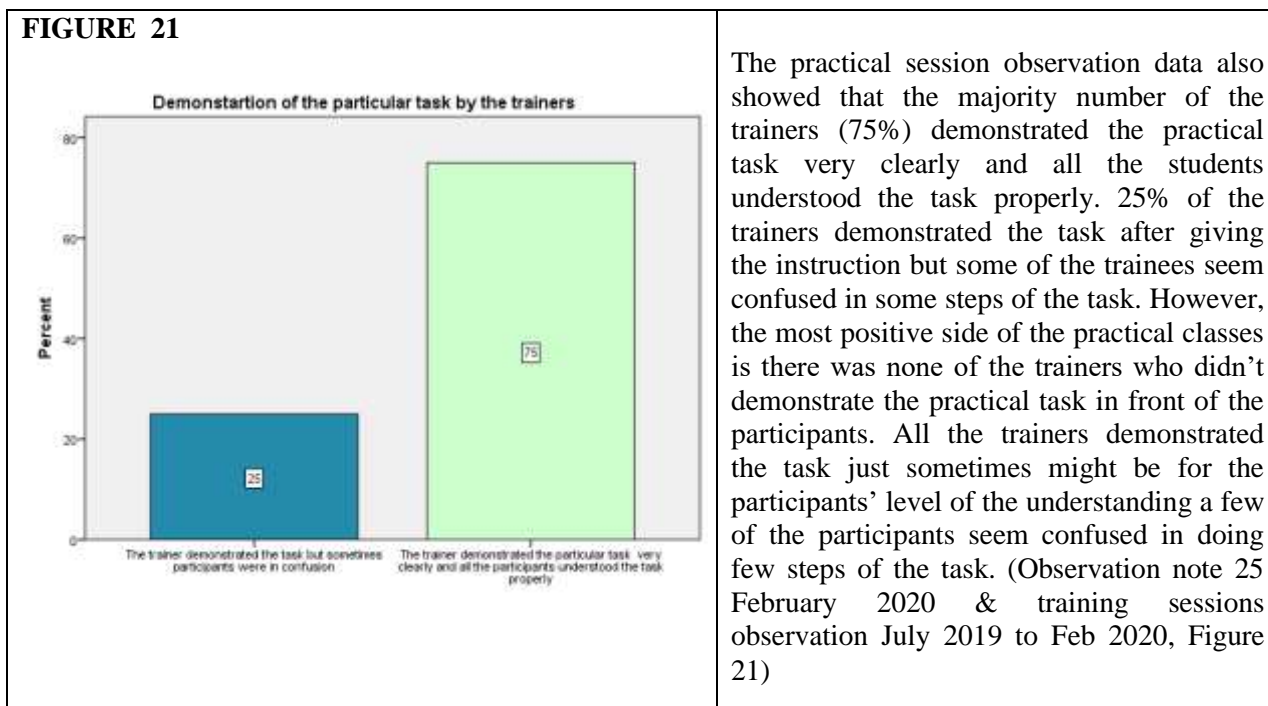 FIGURE 21
Demonstartion of the particular task by the trainers
80
60
40
20
0
Percent
25
75
The trainer demonstrated the task but sometimes
participants were in confusion
The trainer demonstrated the particular task very
clearly and all the participants understood the task
properly
The practical session observation data also
showed that the majority number of the
trainers (75%) demonstrated the practical
task very clearly and all the students
understood the task properly. 25% of the
trainers demonstrated the task after giving
the instruction but some of the trainees seem
confused in some steps of the task. However,
the most positive side of the practical classes
is there was none of the trainers who didn’t
demonstrate the practical task in front of the
participants. All the trainers demonstrated
the task just sometimes might be for the
participants’ level of the understanding a few
of the participants seem confused in doing
few steps of the task. (Observation note 25
February 2020 & training sessions
observation July 2019 to Feb 2020, Figure
21)